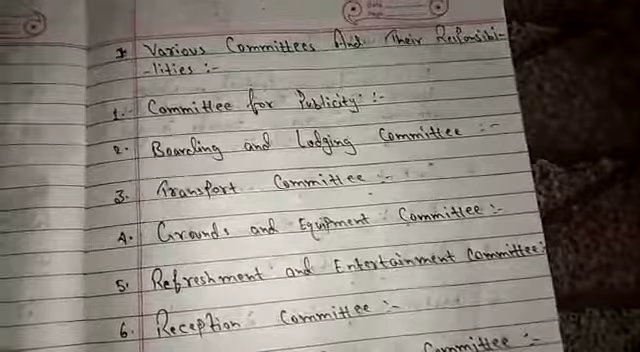 * Various Committees And Their Responsibi-
-lities :-
1. Committee for Publicity :-
2. Boarding and Lodging Committee :-
3. Transport Committee :-
4. Grounds and Equipment Committee :-
5. Refreshment and Entertainment Committee:-
6. Reception Committee :-
Committee :-